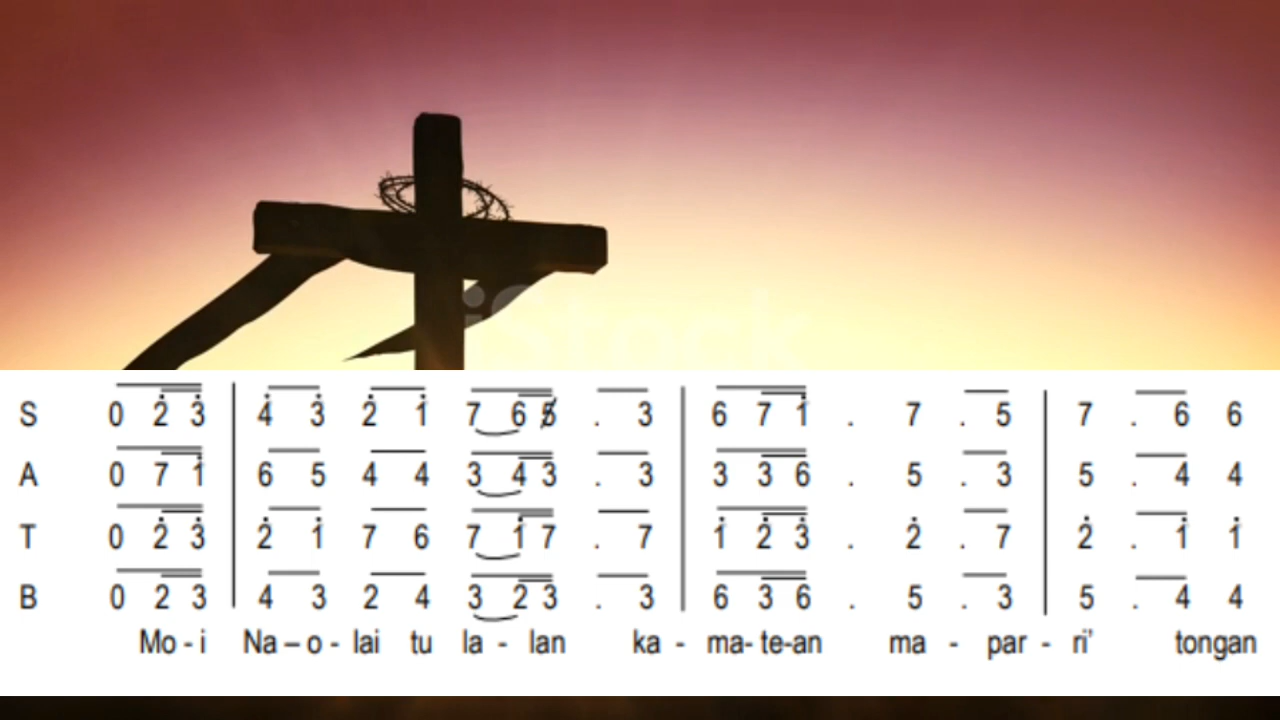 iStock
S 0 2̇ 3̇ | 4̇ 3̇ 2̇ 1̇ 7 6 5̸ . 3 | 6 7 1̇ . 7 . 5 | 7 . 6 6
A 0 7 1̇ | 6 5 4 4 3 4 3 . 3 | 3 3 6 . 5 . 3 | 5 . 4 4
T 0 2̇ 3̇ | 2̇ 1̇ 7 6 7 1̇ 7 . 7 | 1̇ 2̇ 3̇ . 2̇ . 7 | 2̇ . 1̇ 1̇
B 0 2 3 | 4 3 2 4 3 2 3 . 3 | 6 3 6 . 5 . 3 | 5 . 4 4
Mo - i Na – o - lai tu la - lan ka - ma- te-an ma - par - ri' tongan